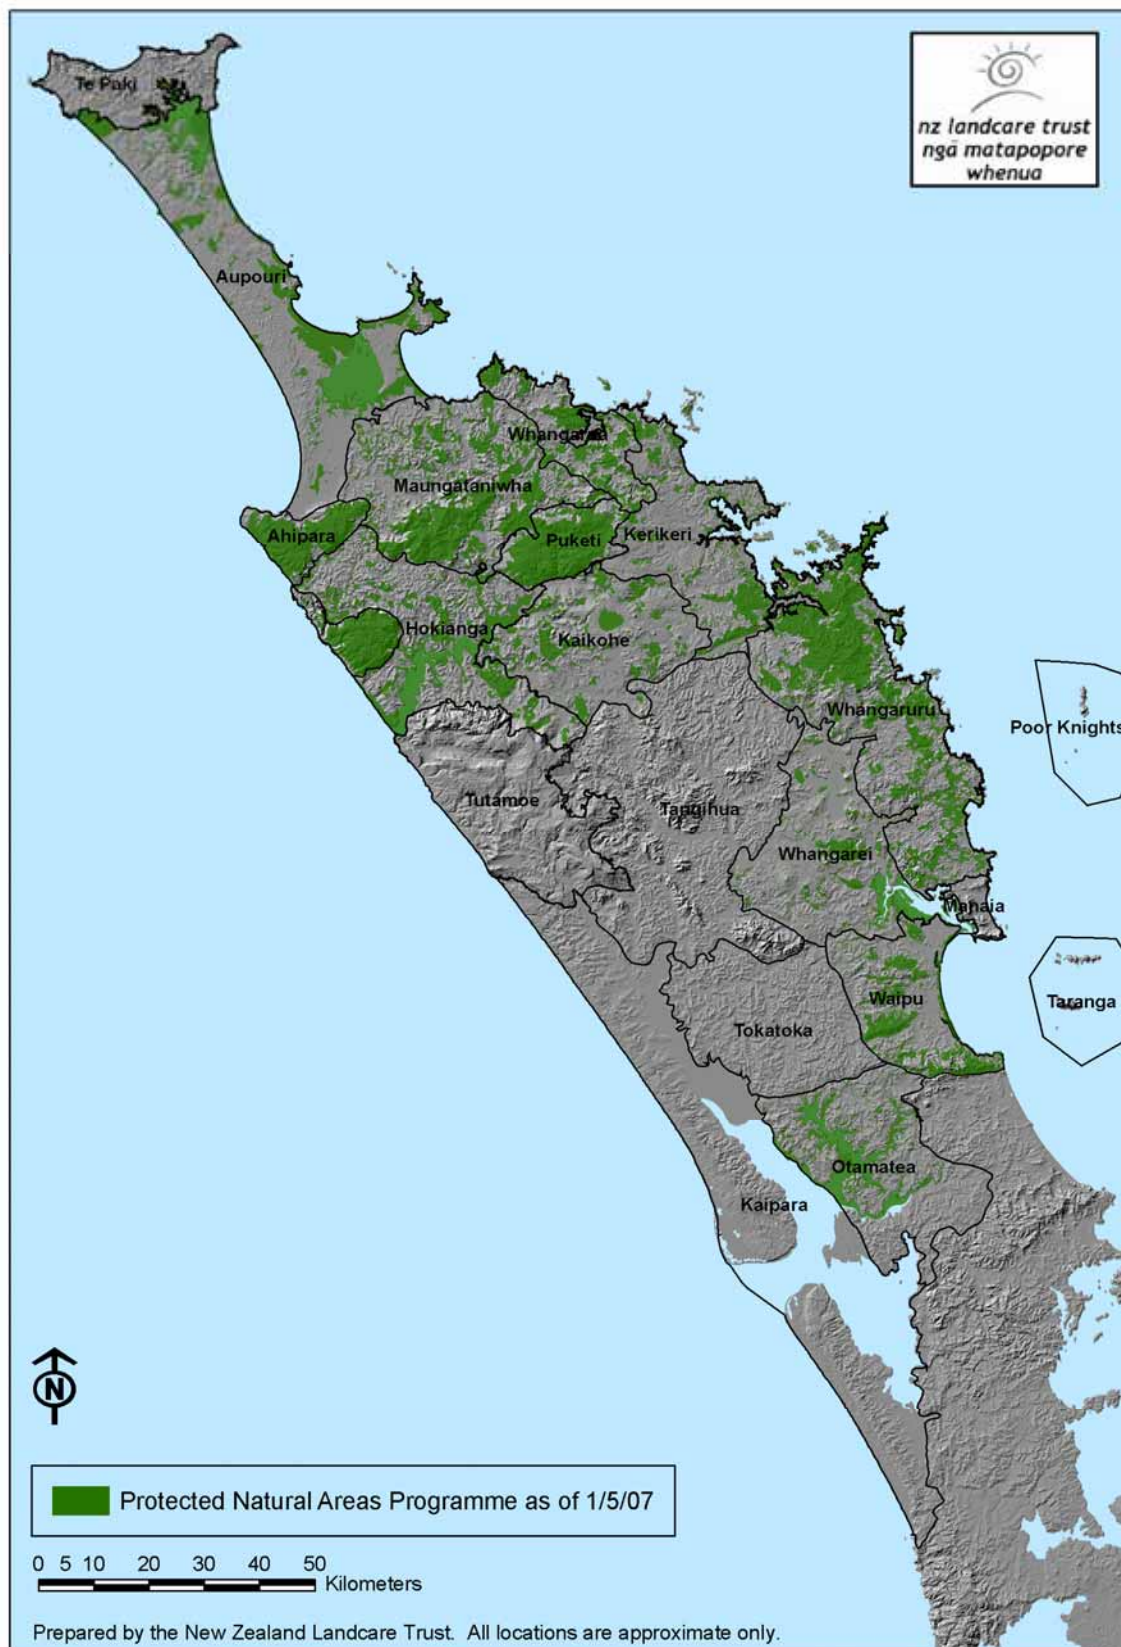 nz landcare trust
ngā matapopore
whenua
Te Paki
Aupouri
Whangaroa
Maungataniwha
Ahipara
Puketi
Kerikeri
Hokianga
Kaikohe
Whangaruru
Poor Knights
Tutamoe
Tangihua
Whangarei
Manaia
Waipu
Taranga
Tokatoka
Otamatea
Kaipara
N
Protected Natural Areas Programme as of 1/5/07
0 5 10 20 30 40 50
Kilometers
Prepared by the New Zealand Landcare Trust. All locations are approximate only.